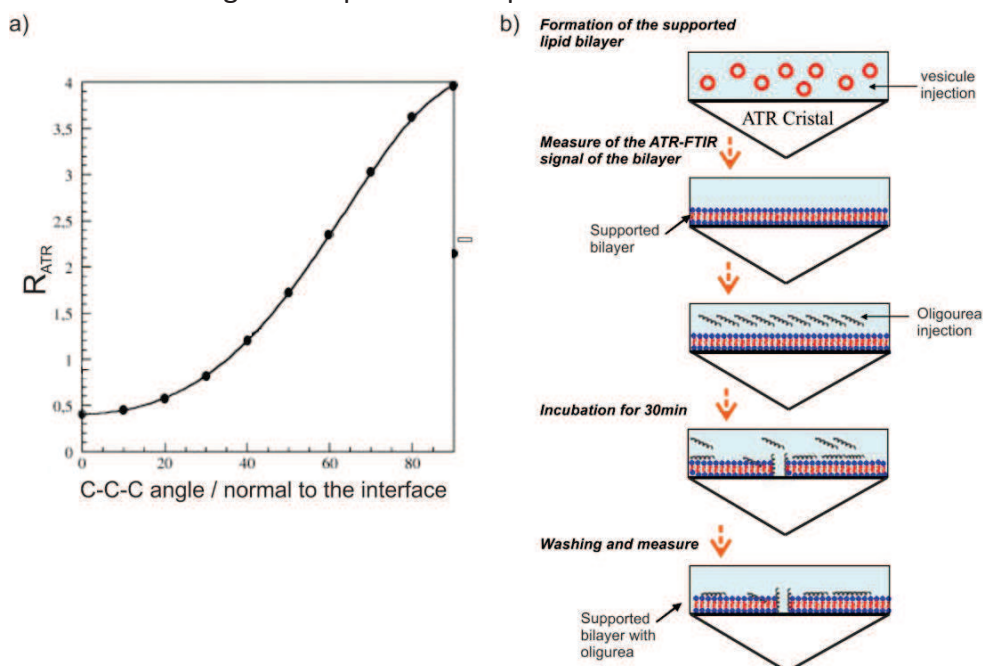 a)
4
3,5
3
2,5
2
1,5
1
0,5
0
R ATR
0
20
40
60
80
C-C-C angle / normal to the interface
b)
Formation of the supported
lipid bilayer
vesicule
injection
ATR Cristal
Measure of the ATR-FTIR
signal of the bilayer
Supported
bilayer
Oligourea
injection
Incubation for 30min
Washing and measure
Supported
bilayer with
oligurea